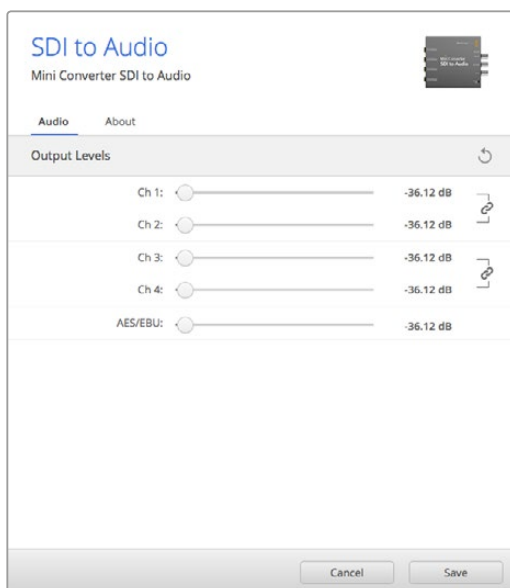 SDI to Audio
Mini Converter SDI to Audio
Audio About
Output Levels
Ch 1: -36.12 dB
Ch 2: -36.12 dB
Ch 3: -36.12 dB
Ch 4: -36.12 dB
AES/EBU: -36.12 dB
Cancel Save